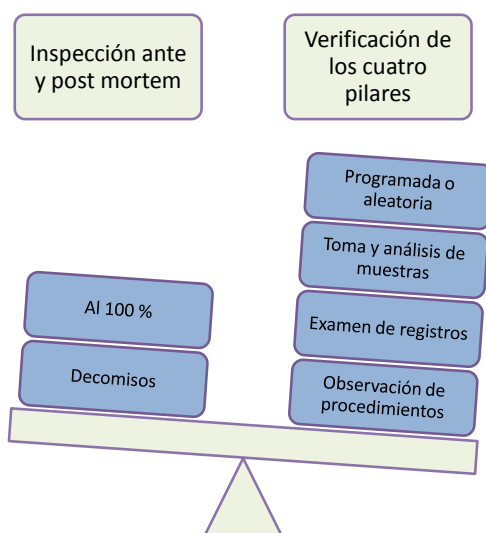 Inspección ante
y post mortem
Verificación de
los cuatro
pilares
Al 100 %
Decomisos
Programada o
aleatoria
Toma y análisis de
muestras
Examen de registros
Observación de
procedimientos